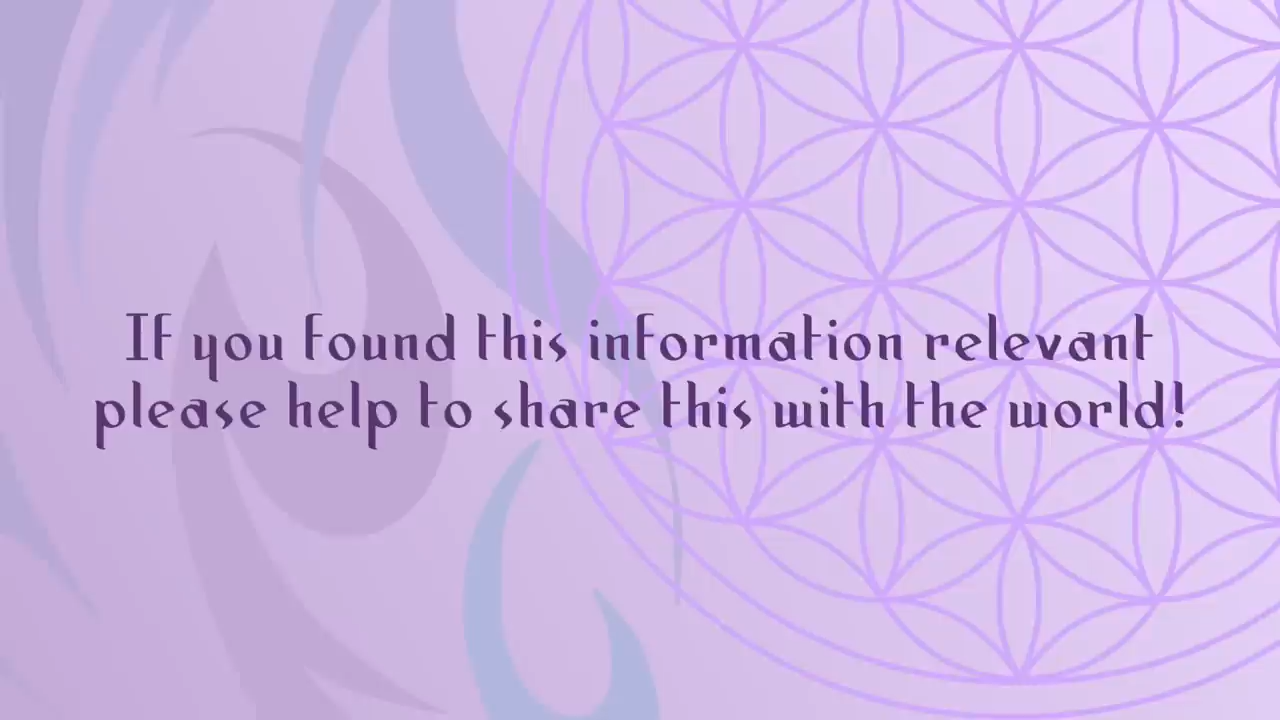 If you found this information relevant
please help to share this with the world!